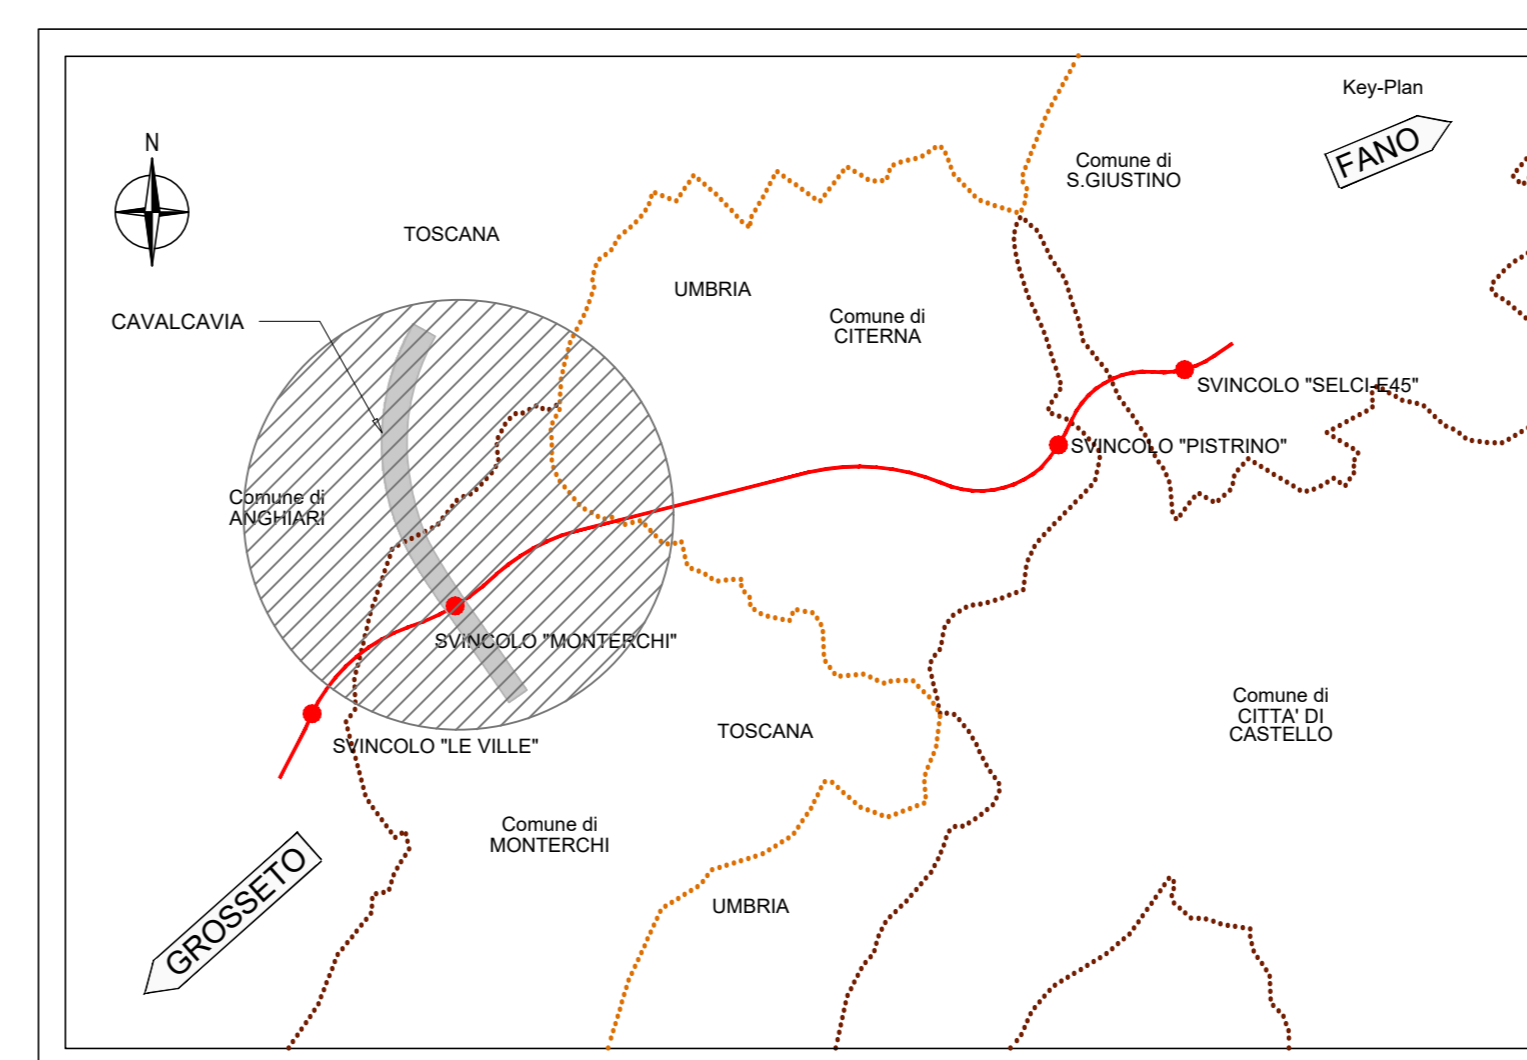 Key-Plan
FANO
N
Comune di
S.GIUSTINO
TOSCANA
UMBRIA
CAVALCAVIA
Comune di
CITERNA
SVINCOLO "SELCI-E45"
SVINCOLO "PISTRINO"
Comune di
ANGHIARI
SVINCOLO "MONTERCHI"
SVINCOLO "LE VILLE"
TOSCANA
Comune di
CITTA' DI
CASTELLO
Comune di
MONTERCHI
GROSSETO
UMBRIA